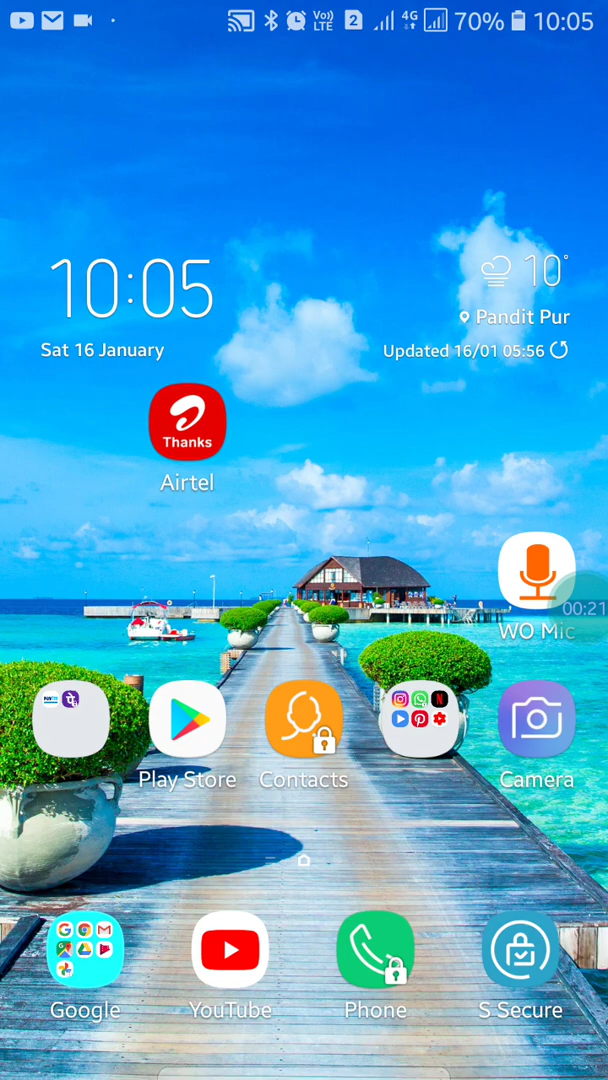 Vo))
LTE
2
4G
70%
10:05
10:05
10°
Pandit Pur
Sat 16 January
Updated 16/01 05:56
Thanks
Airtel
00:21
WO Mic
Play Store
Contacts
Camera
Google
YouTube
Phone
S Secure